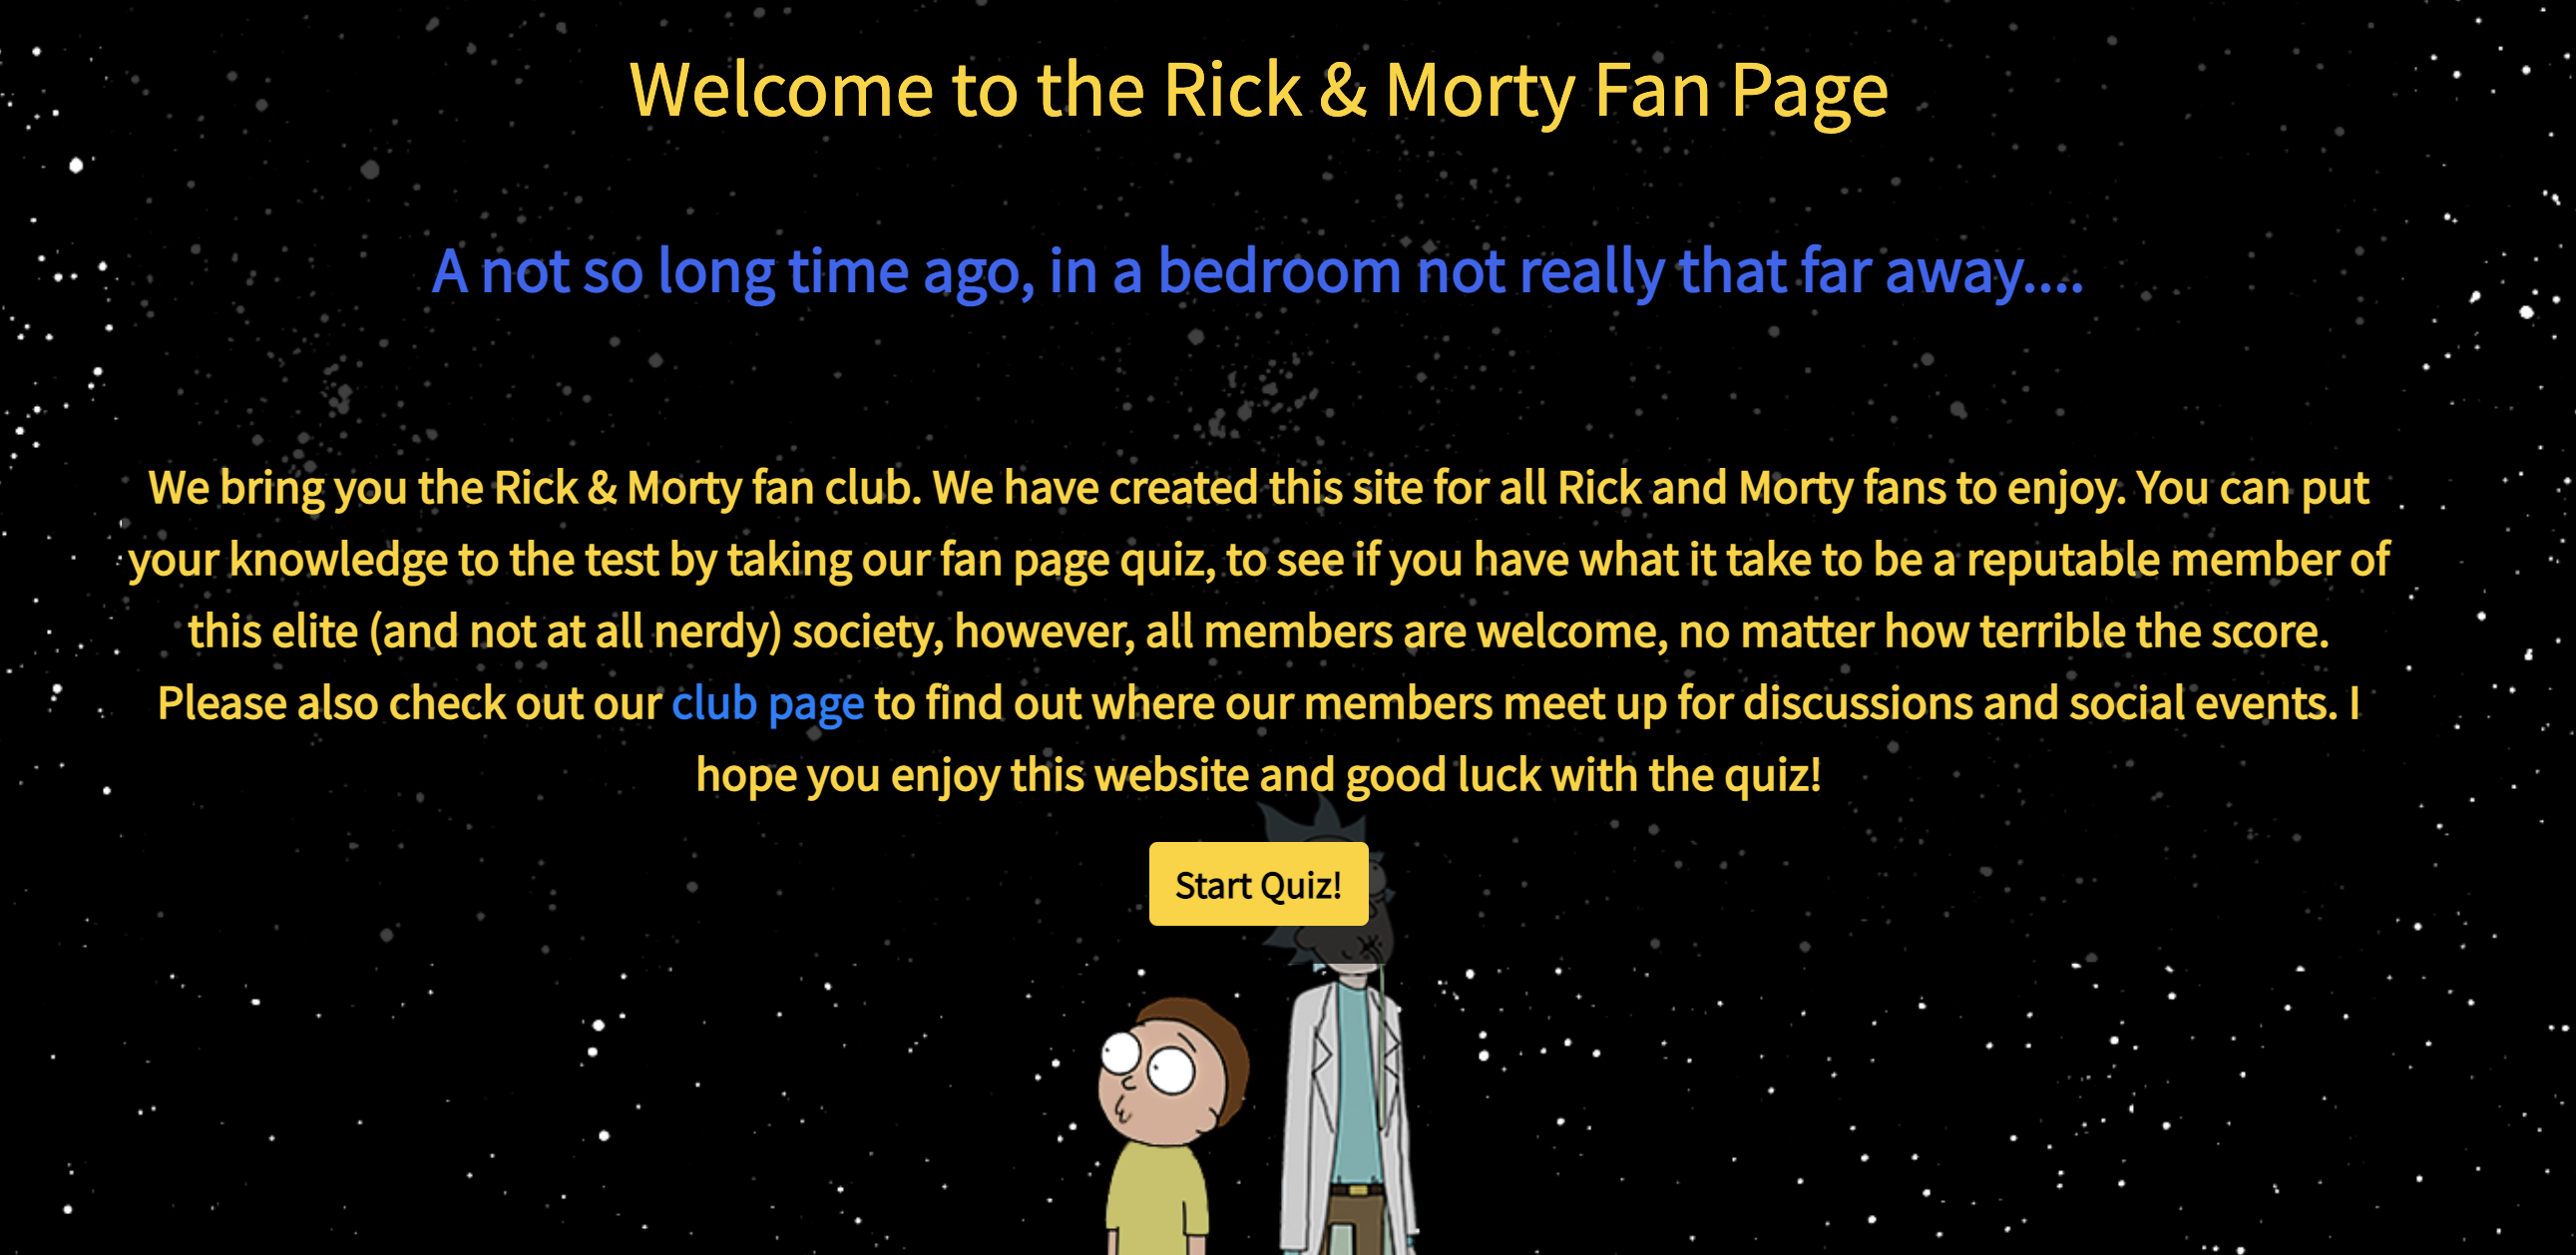 Welcome to the Rick & Morty Fan Page
A not so long time ago, in a bedroom not really that far away....
We bring you the Rick & Morty fan club. We have created this site for all Rick and Morty fans to enjoy. You can put
your knowledge to the test by taking our fan page quiz, to see if you have what it take to be a reputable member of
this elite (and not at all nerdy) society, however, all members are welcome, no matter how terrible the score.
Please also check out our club page to find out where our members meet up for discussions and social events. I
hope you enjoy this website and good luck with the quiz!
Start Quiz!